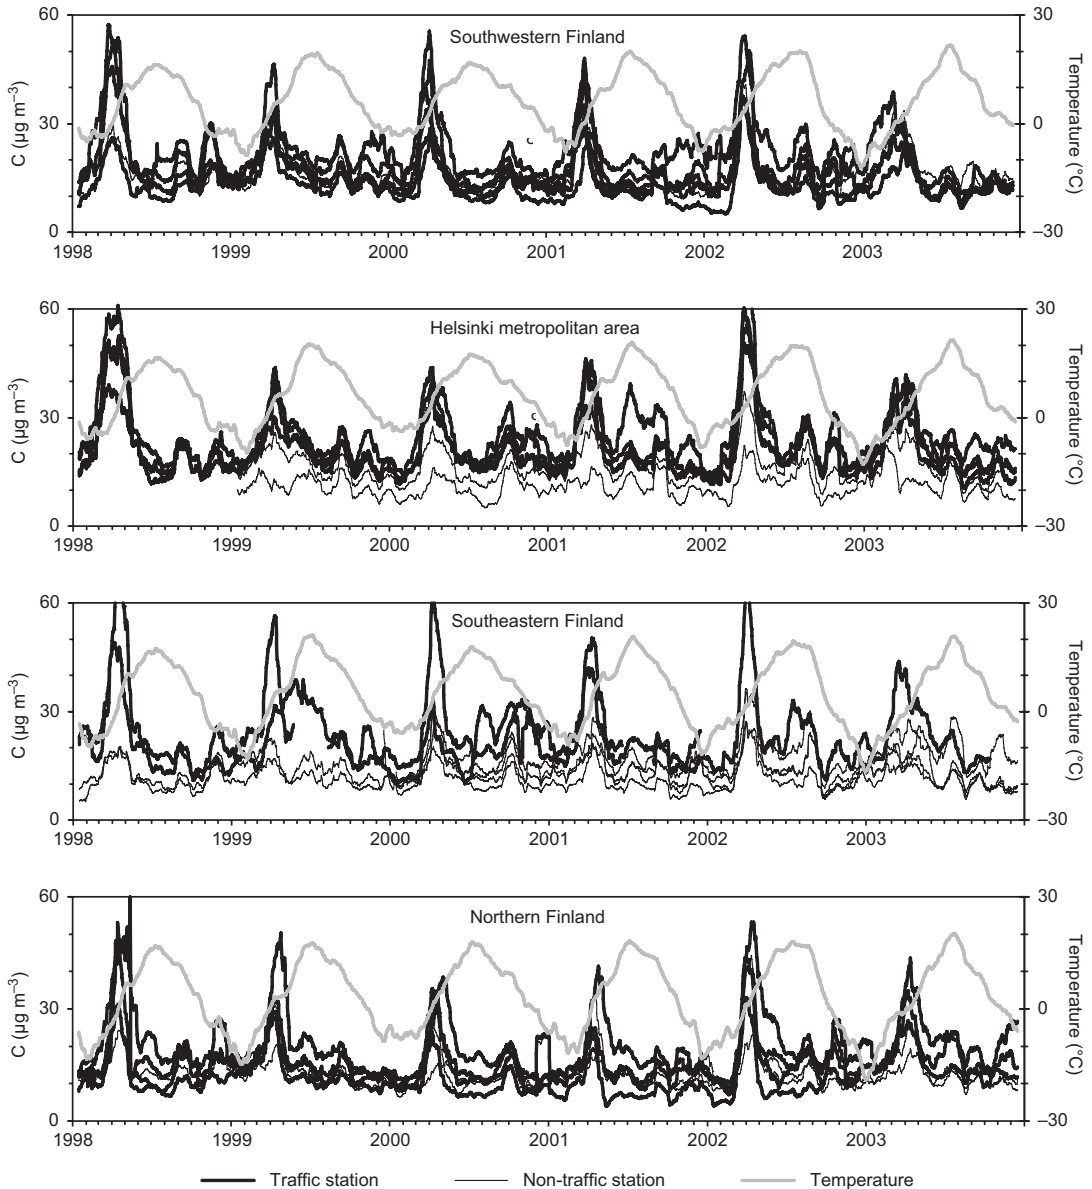 60
30
0
C (µg m–3)
Southwestern Finland
30
0
–30
Temperature (°C)
1998 1999 2000 2001 2002 2003
60
30
0
C (µg m–3)
Helsinki metropolitan area
30
0
–30
Temperature (°C)
1998 1999 2000 2001 2002 2003
60
30
0
C (µg m–3)
Southeastern Finland
30
0
–30
Temperature (°C)
1998 1999 2000 2001 2002 2003
60
30
0
C (µg m–3)
Northern Finland
30
0
–30
Temperature (°C)
1998 1999 2000 2001 2002 2003
Traffic station Non-traffic station Temperature